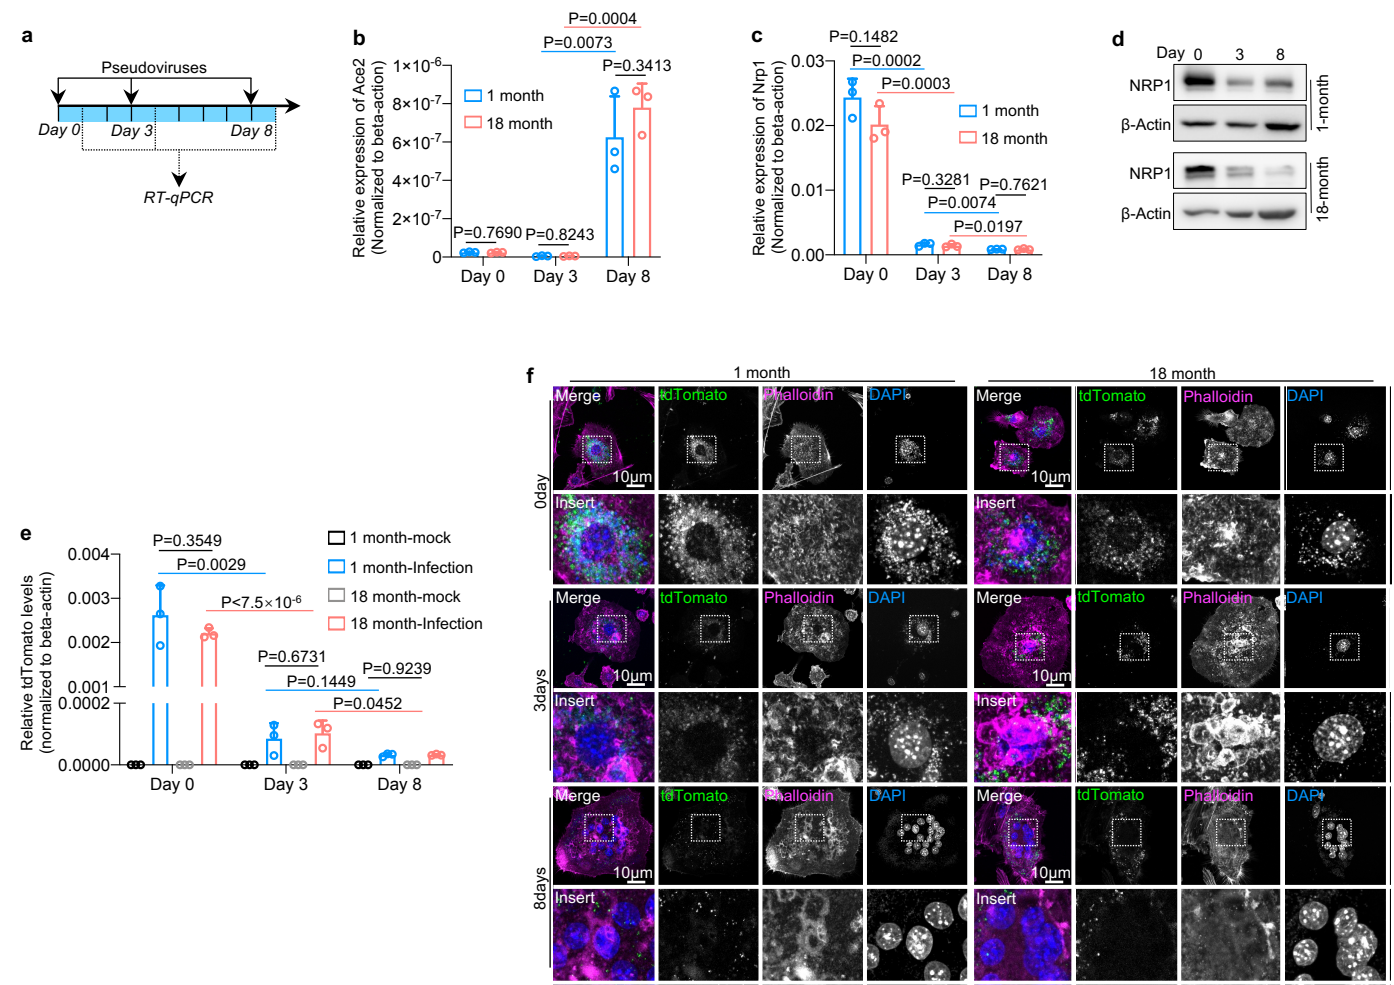 a
Pseudoviruses
Day 0
Day 3
Day 8
RT-qPCR
b
Relative expression of Ace2
(Normalized to beta-action)
1×10⁻⁶
8×10⁻⁷
6×10⁻⁷
4×10⁻⁷
2×10⁻⁷
0
P=0.0004
P=0.0073
P=0.3413
1 month
18 month
P=0.7690
P=0.8243
Day 0
Day 3
Day 8
c
Relative expression of Nrp1
(Normalized to beta-action)
0.03
0.02
0.01
0.00
P=0.1482
P=0.0002
P=0.0003
1 month
18 month
P=0.3281
P=0.7621
P=0.0074
P=0.0197
Day 0
Day 3
Day 8
d
Day 0 3 8
NRP1
β-Actin
1-month
NRP1
β-Actin
18-month
e
Relative tdTomato levels
(normalized to beta-actin)
0.004
0.003
0.002
0.001
0.0002
0.0000
P=0.3549
P=0.0029
P<7.5×10⁻⁶
P=0.6731
P=0.1449
P=0.9239
P=0.0452
1 month-mock
1 month-Infection
18 month-mock
18 month-Infection
Day 0
Day 3
Day 8
f
1 month
18 month
0day
Merge tdTomato Phalloidin DAPI Merge tdTomato Phalloidin DAPI
10μm 10μm
Insert Insert
3days
Merge tdTomato Phalloidin DAPI Merge tdTomato Phalloidin DAPI
10μm 10μm
Insert Insert
8days
Merge tdTomato Phalloidin DAPI Merge tdTomato Phalloidin DAPI
10μm 10μm
Insert Insert